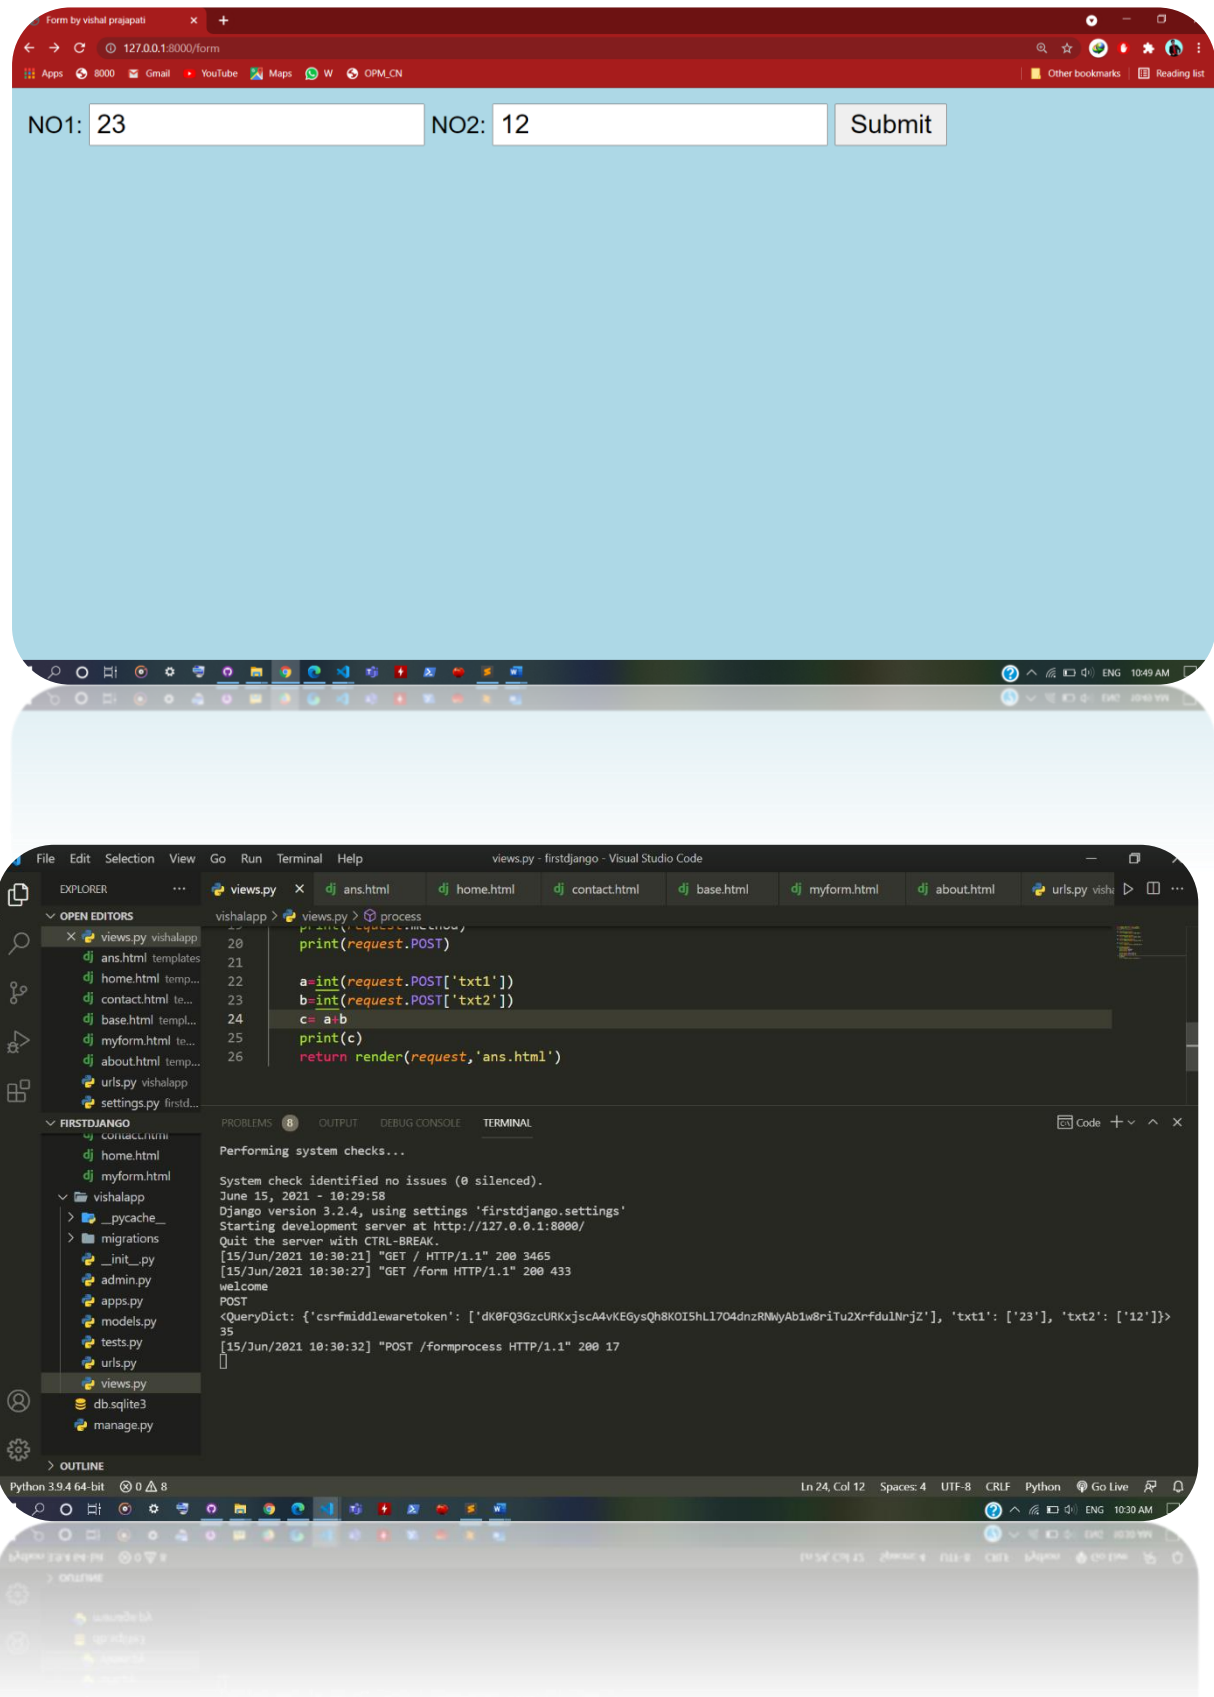 Form by vishal prajapati
127.0.0.1:8000/form
Apps 8000 Gmail YouTube Maps W OPM_CN Other bookmarks Reading list
NO1: 23 NO2: 12 Submit
ENG 10:49 AM
File Edit Selection View Go Run Terminal Help views.py - firstdjango - Visual Studio Code
EXPLORER ··· views.py ans.html home.html contact.html base.html myform.html about.html urls.py
OPEN EDITORS
vishalapp > views.py > process
views.py vishalapp
ans.html templates
home.html temp...
contact.html te...
base.html templ...
myform.html te...
about.html temp...
urls.py vishalapp
settings.py firstd...
19 print(request.method)
20 print(request.POST)
21
22 a=int(request.POST['txt1'])
23 b=int(request.POST['txt2'])
24 c= a+b
25 print(c)
26 return render(request,'ans.html')
FIRSTDJANGO
contact.html
home.html
myform.html
vishalapp
_pycache_
migrations
_init_.py
admin.py
apps.py
models.py
tests.py
urls.py
views.py
db.sqlite3
manage.py
OUTLINE
PROBLEMS 8 OUTPUT DEBUG CONSOLE TERMINAL Code
Performing system checks...
System check identified no issues (0 silenced).
June 15, 2021 - 10:29:58
Django version 3.2.4, using settings 'firstdjango.settings'
Starting development server at http://127.0.0.1:8000/
Quit the server with CTRL-BREAK.
[15/Jun/2021 10:30:21] "GET / HTTP/1.1" 200 3465
[15/Jun/2021 10:30:27] "GET /form HTTP/1.1" 200 433
welcome
POST
<QueryDict: {'csrfmiddlewaretoken': ['dK0FQ3GzcURKxjscA4vKEGysQh8KOI5hLl7O4dnzRNWyAb1w8riTu2XrfdulNrjZ'], 'txt1': ['23'], 'txt2': ['12']}>
35
[15/Jun/2021 10:30:32] "POST /formprocess HTTP/1.1" 200 17
Python 3.9.4 64-bit 0 8 Ln 24, Col 12 Spaces: 4 UTF-8 CRLF Python Go Live
ENG 10:30 AM